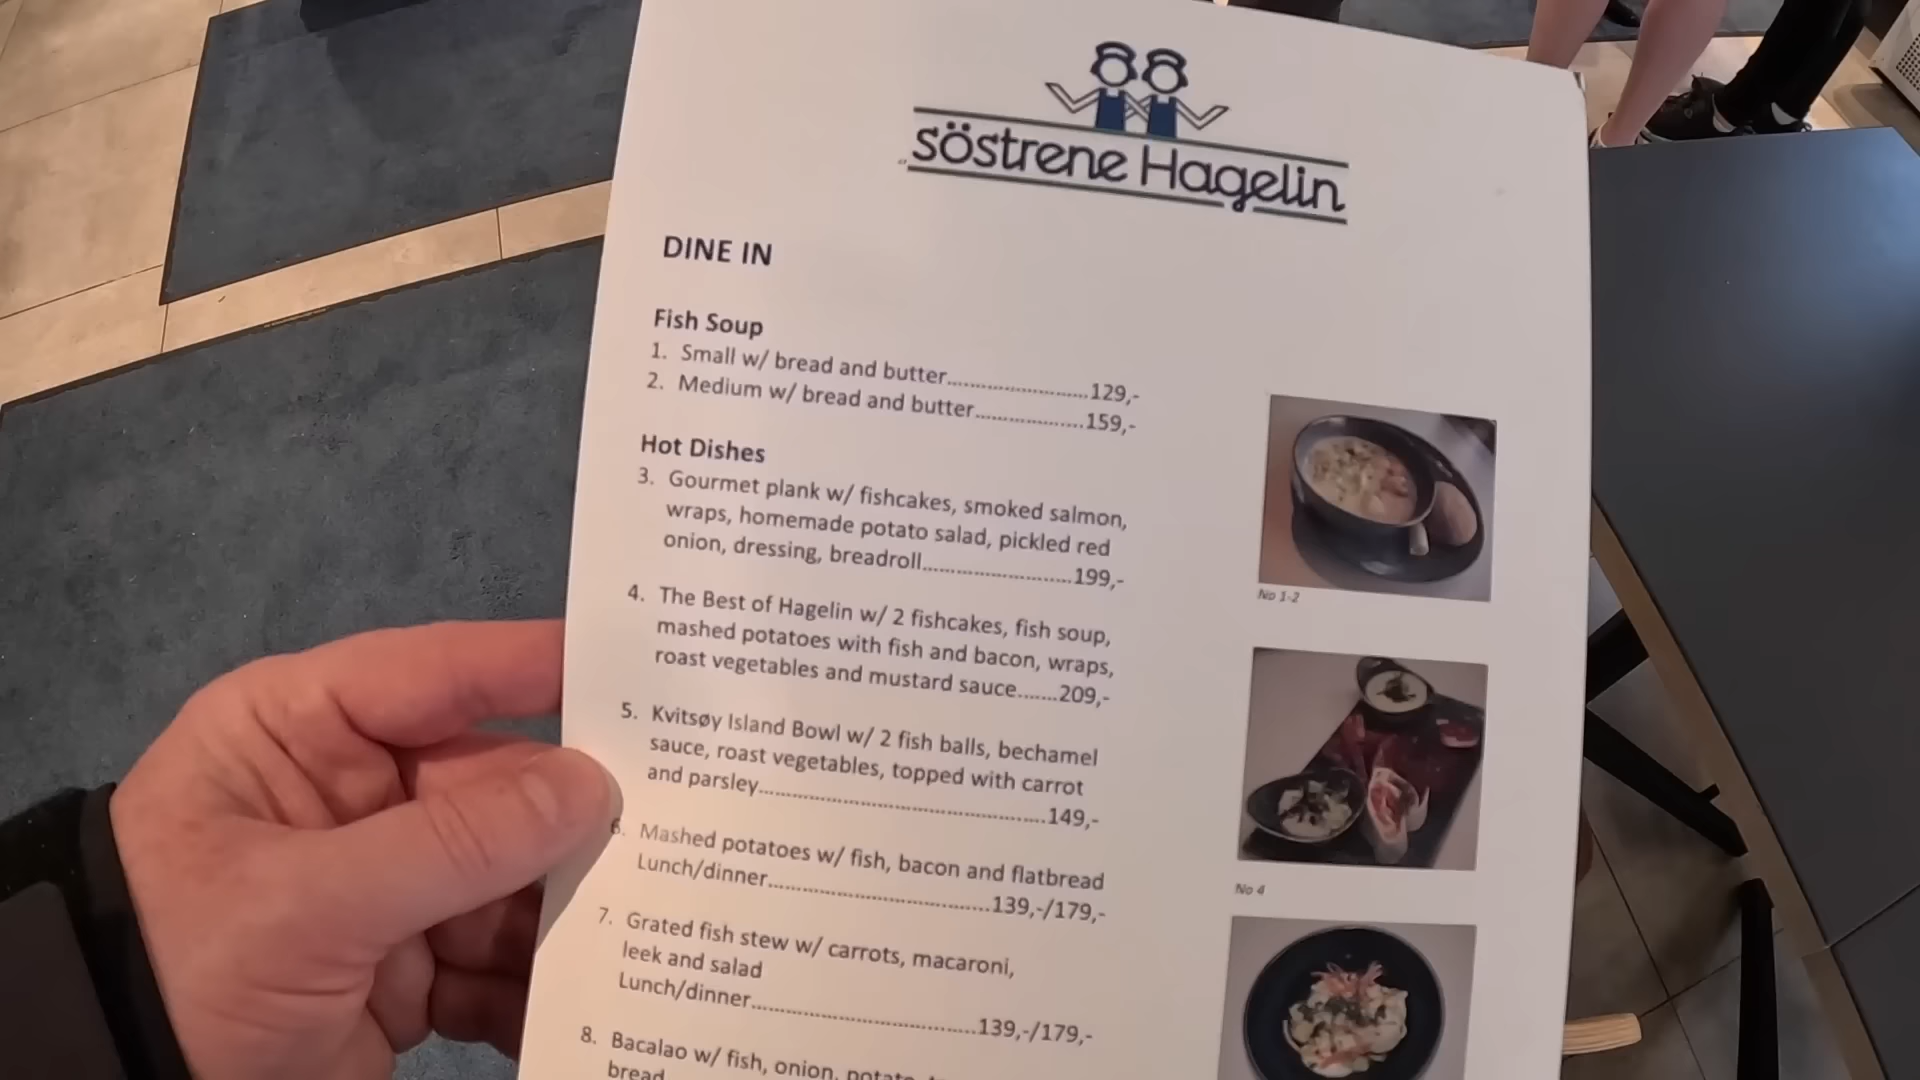 söstrene Hagelin
DINE IN
Fish Soup
1. Small w/ bread and butter........................129,-
2. Medium w/ bread and butter...................159,-
Hot Dishes
3. Gourmet plank w/ fishcakes, smoked salmon,
wraps, homemade potato salad, pickled red
onion, dressing, breadroll..........................199,-
4. The Best of Hagelin w/ 2 fishcakes, fish soup,
mashed potatoes with fish and bacon, wraps,
roast vegetables and mustard sauce.......209,-
5. Kvitsøy Island Bowl w/ 2 fish balls, bechamel
sauce, roast vegetables, topped with carrot
and parsley..................................................149,-
6. Mashed potatoes w/ fish, bacon and flatbread
Lunch/dinner.......................................139,-/179,-
7. Grated fish stew w/ carrots, macaroni,
leek and salad
Lunch/dinner.......................................139,-/179,-
8. Bacalao w/ fish, onion, potato
bread
No 1-2
No 4